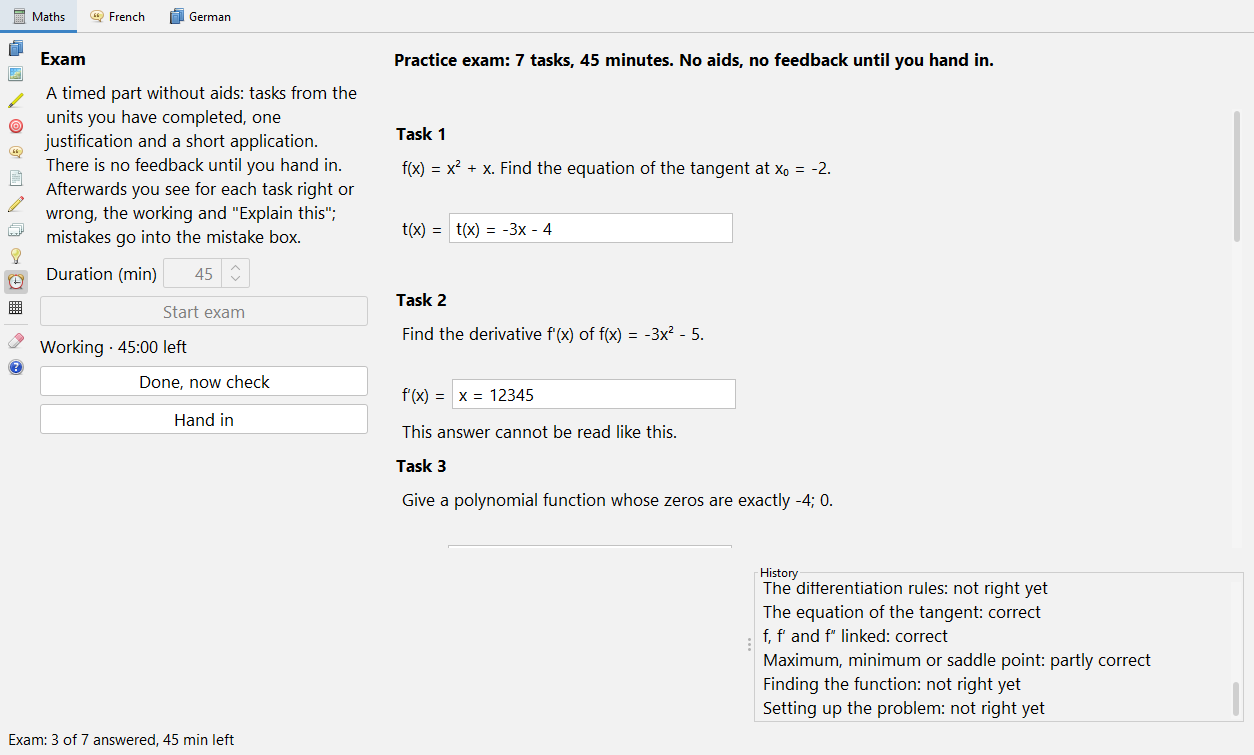 Maths French German
Exam
A timed part without aids: tasks from the
units you have completed, one
justification and a short application.
There is no feedback until you hand in.
Afterwards you see for each task right or
wrong, the working and "Explain this";
mistakes go into the mistake box.
Duration (min) 45
Start exam
Working · 45:00 left
Done, now check
Hand in
Practice exam: 7 tasks, 45 minutes. No aids, no feedback until you hand in.
Task 1
f(x) = x² + x. Find the equation of the tangent at x₀ = -2.
t(x) = t(x) = -3x - 4
Task 2
Find the derivative f′(x) of f(x) = -3x² - 5.
f′(x) = x = 12345
This answer cannot be read like this.
Task 3
Give a polynomial function whose zeros are exactly -4; 0.
History
The differentiation rules: not right yet
The equation of the tangent: correct
f, f′ and f″ linked: correct
Maximum, minimum or saddle point: partly correct
Finding the function: not right yet
Setting up the problem: not right yet
Exam: 3 of 7 answered, 45 min left